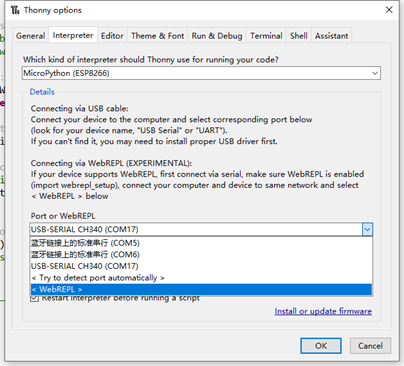 Thonny options
General Interpreter Editor Theme & Font Run & Debug Terminal Shell Assistant
Which kind of interpreter should Thonny use for running your code?
MicroPython (ESP8266)
Details
Connecting via USB cable:
Connect your device to the computer and select corresponding port below
(look for your device name, "USB Serial" or "UART").
If you can't find it, you may need to install proper USB driver first.
Connecting via WebREPL (EXPERIMENTAL):
If your device supports WebREPL, first connect via serial, make sure WebREPL is enabled
(import webrepl_setup), connect your computer and device to same network and select
< WebREPL > below
Port or WebREPL
USB-SERIAL CH340 (COM17)
蓝牙链接上的标准串行 (COM5)
蓝牙链接上的标准串行 (COM6)
USB-SERIAL CH340 (COM17)
< Try to detect port automatically >
< WebREPL >
Restart interpreter before running a script
Install or update firmware
OK Cancel